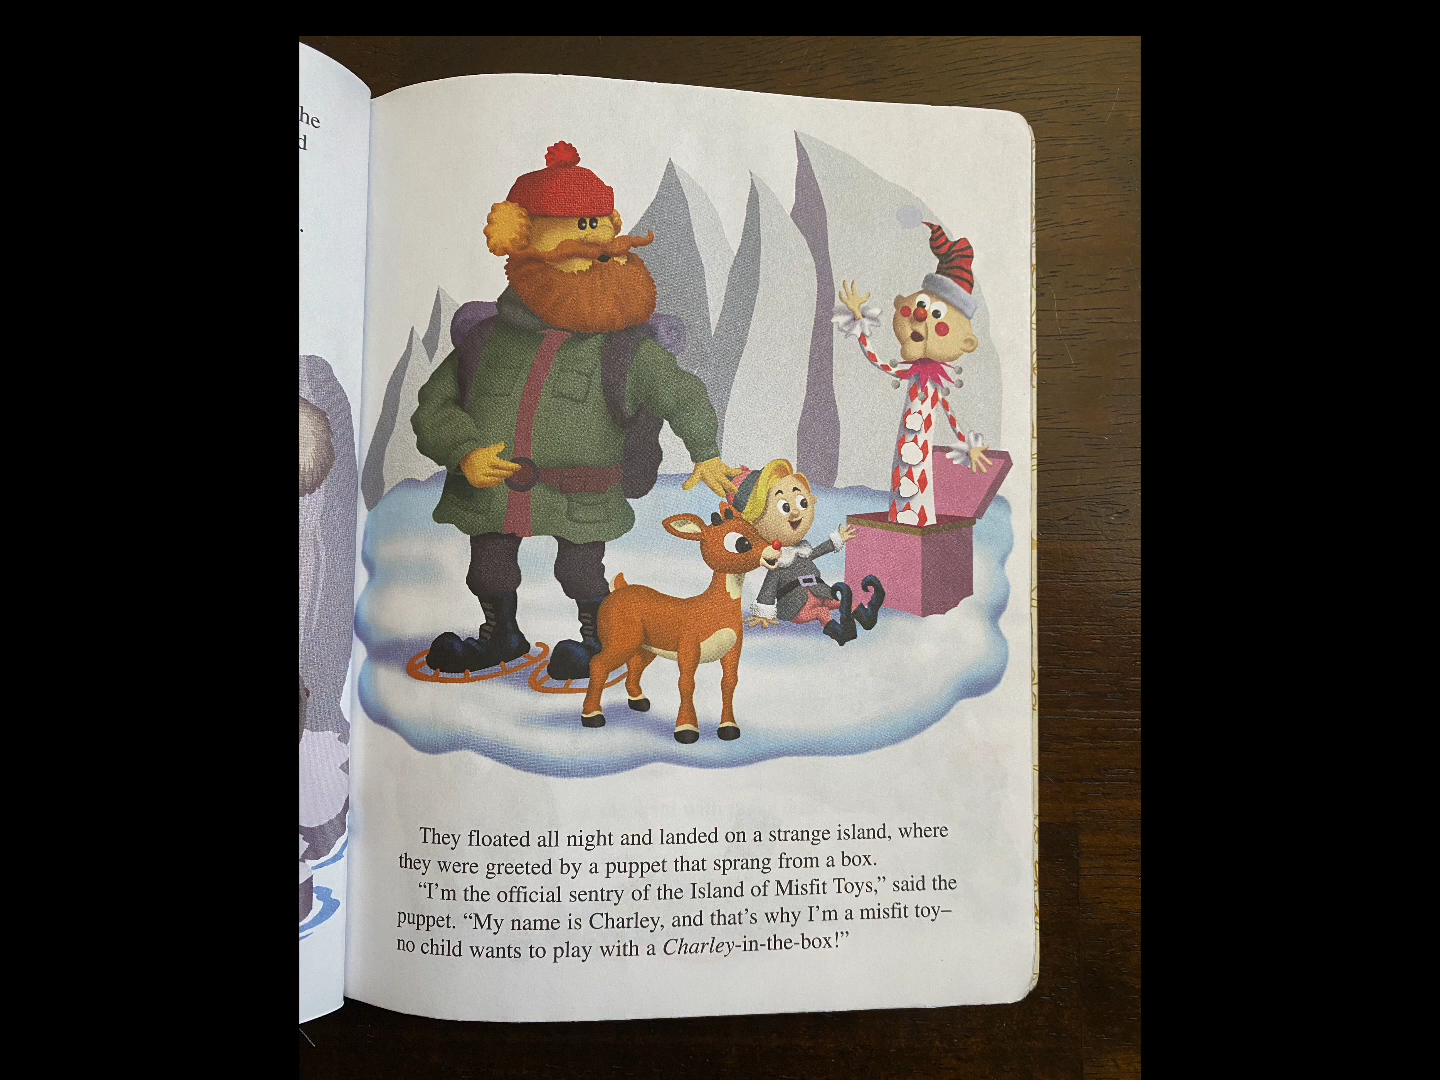 he
d
.
They floated all night and landed on a strange island, where
they were greeted by a puppet that sprang from a box.
“I’m the official sentry of the Island of Misfit Toys,” said the
puppet. “My name is Charley, and that’s why I’m a misfit toy–
no child wants to play with a Charley-in-the-box!”